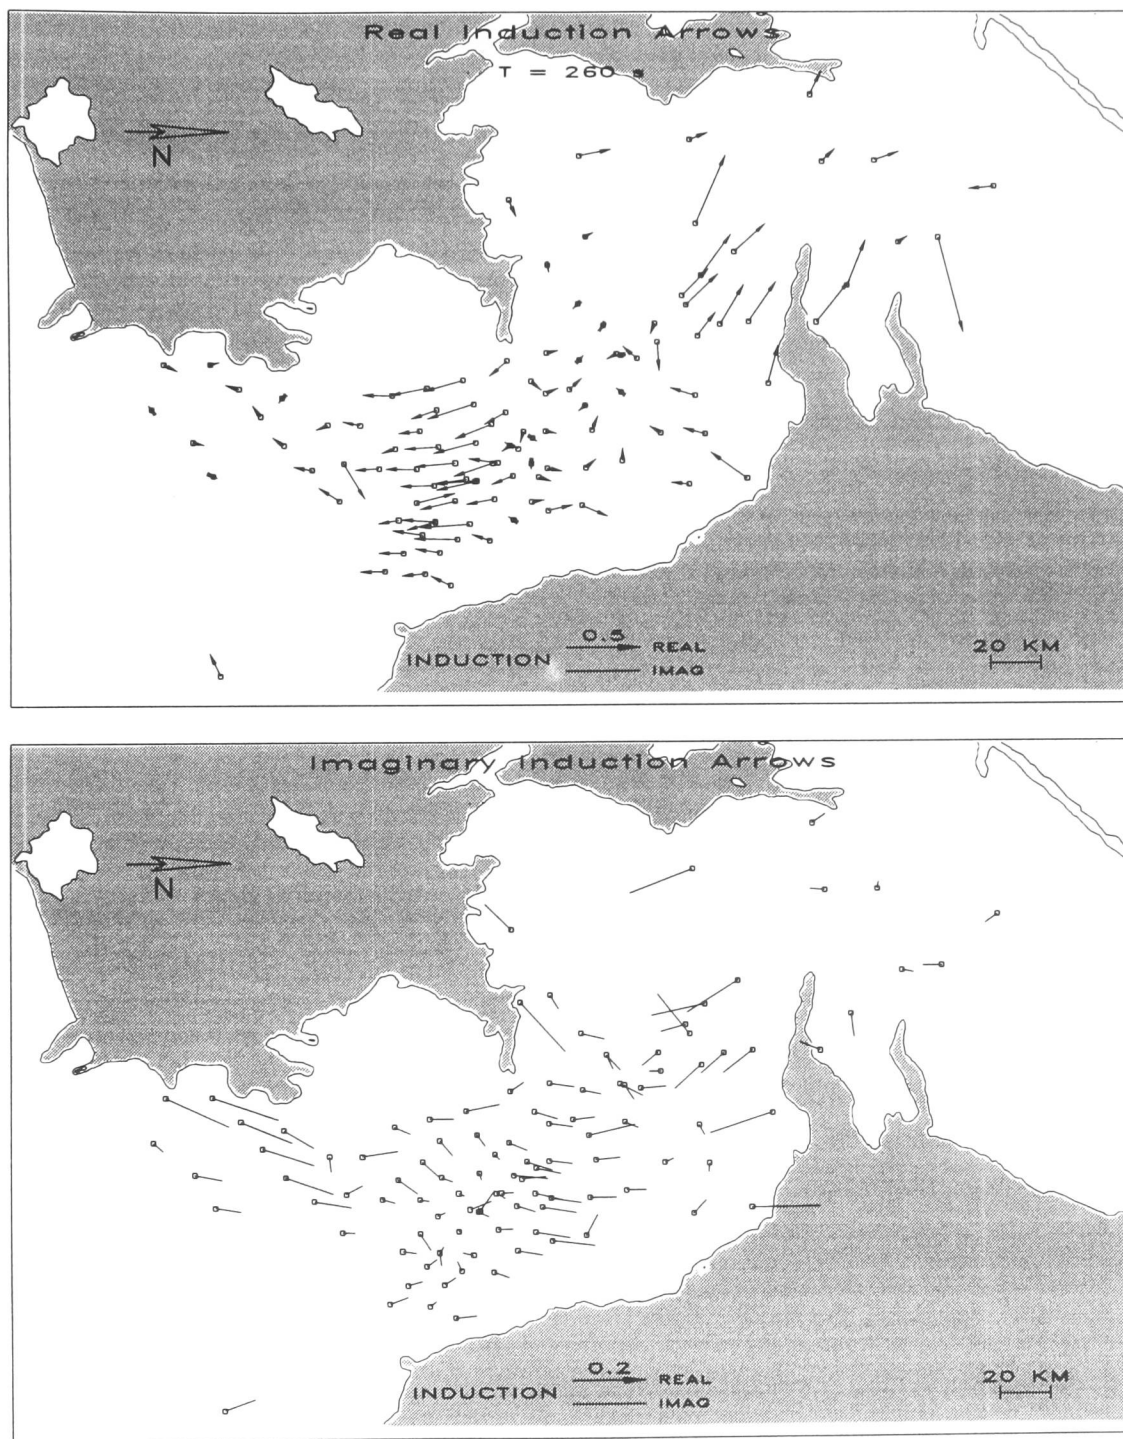 Real Induction Arrows
T = 260 s
N
0.5
INDUCTION REAL
IMAG
20 KM
Imaginary Induction Arrows
N
0.2
INDUCTION REAL
IMAG
20 KM